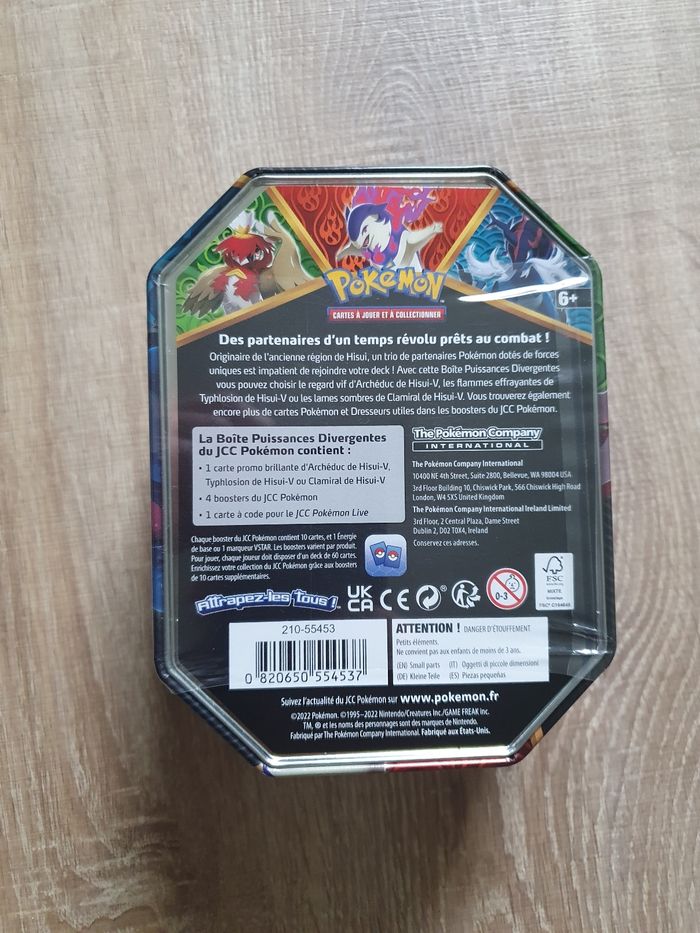 POKéMON
CARTES À JOUER ET À COLLECTIONNER
6+
Des partenaires d'un temps révolu prêts au combat !
Originaire de l'ancienne région de Hisui, un trio de partenaires Pokémon dotés de forces
uniques est impatient de rejoindre votre deck ! Avec cette Boîte Puissances Divergentes
vous pouvez choisir le regard vif d'Archéduc de Hisui-V, les flammes effrayantes de
Typhlosion de Hisui-V ou les lames sombres de Clamiral de Hisui-V. Vous trouverez également
encore plus de cartes Pokémon et Dresseurs utiles dans les boosters du JCC Pokémon.
La Boîte Puissances Divergentes
du JCC Pokémon contient :
• 1 carte promo brillante d'Archéduc de Hisui-V,
Typhlosion de Hisui-V ou Clamiral de Hisui-V
• 4 boosters du JCC Pokémon
• 1 carte à code pour le JCC Pokémon Live
Chaque booster du JCC Pokémon contient 10 cartes, et 1 Énergie
de base ou 1 marqueur VSTAR. Les boosters varient par produit.
Pour jouer, chaque joueur doit disposer d'un deck de 60 cartes.
Enrichissez votre collection du JCC Pokémon grâce aux boosters
de 10 cartes supplémentaires.
The Pokémon Company
INTERNATIONAL
The Pokémon Company International
10400 NE 4th Street, Suite 2800, Bellevue, WA 98004 USA
3rd Floor Building 10, Chiswick Park, 566 Chiswick High Road
London, W4 5XS United Kingdom
The Pokémon Company International Ireland Limited
3rd Floor, 2 Central Plaza, Dame Street
Dublin 2, D02 T0X4, Ireland
Conservez ces adresses.
Attrapez-les Tous !™
UK
CA
CE
0-3
FSC
MIXTE
FSC® C104645
210-55453
0 820650 554537
ATTENTION ! DANGER D'ÉTOUFFEMENT.
Petits éléments.
Ne convient pas aux enfants de moins de 3 ans.
(EN) Small parts (IT) Oggetti di piccole dimensioni
(DE) Kleine Teile (ES) Piezas pequeñas
Suivez l'actualité du JCC Pokémon sur www.pokemon.fr
©2022 Pokémon. ©1995–2022 Nintendo/Creatures Inc./GAME FREAK inc.
TM, ® et les noms des personnages sont des marques de Nintendo.
Fabriqué par The Pokémon Company International. Fabriqué aux États-Unis.